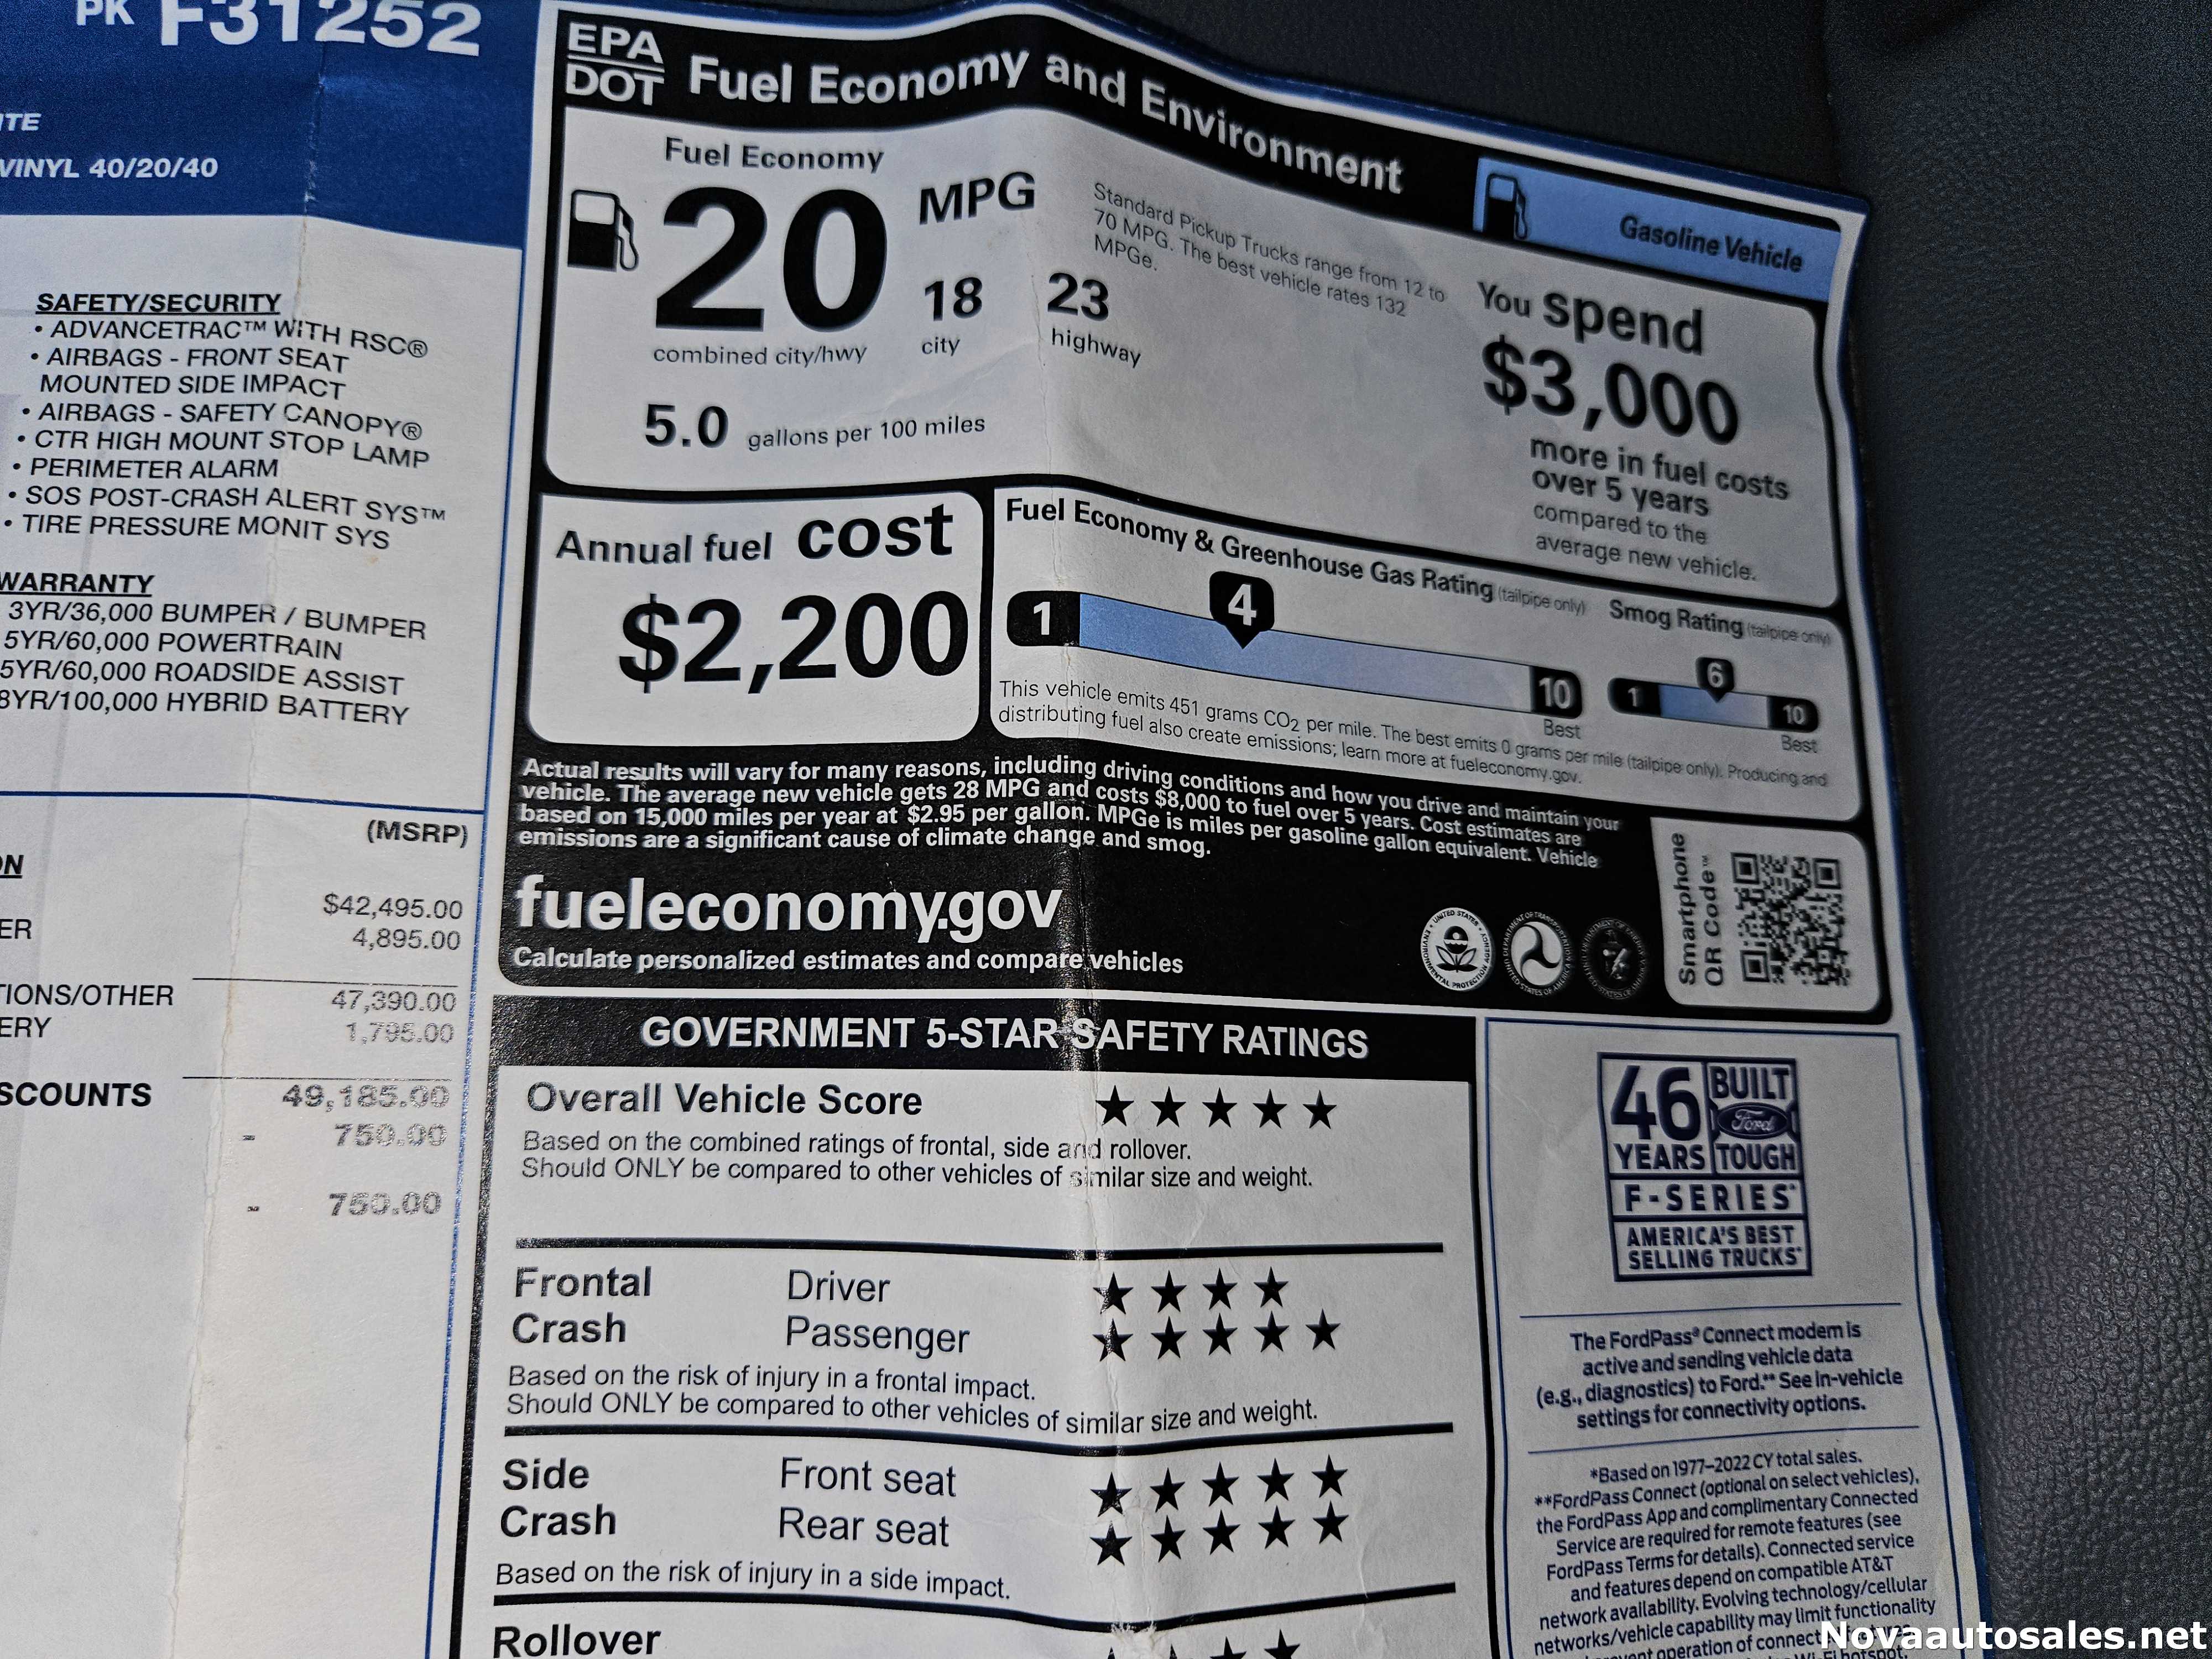 PK F31252
ITE
VINYL 40/20/40
SAFETY/SECURITY
• ADVANCETRAC™ WITH RSC®
• AIRBAGS - FRONT SEAT
MOUNTED SIDE IMPACT
• AIRBAGS - SAFETY CANOPY®
• CTR HIGH MOUNT STOP LAMP
• PERIMETER ALARM
• SOS POST-CRASH ALERT SYS™
• TIRE PRESSURE MONIT SYS
WARRANTY
3YR/36,000 BUMPER / BUMPER
5YR/60,000 POWERTRAIN
5YR/60,000 ROADSIDE ASSIST
8YR/100,000 HYBRID BATTERY
(MSRP)
ON
$42,495.00
ER 4,895.00
TIONS/OTHER 47,390.00
ERY 1,795.00
SCOUNTS 49,185.00
- 750.00
- 750.00
EPA
DOT
Fuel Economy and Environment
Gasoline Vehicle
Fuel Economy
20 MPG
combined city/hwy
18
city
23
highway
5.0 gallons per 100 miles
Standard Pickup Trucks range from 12 to
70 MPG. The best vehicle rates 132
MPGe.
You spend
$3,000
more in fuel costs
over 5 years
compared to the
average new vehicle.
Annual fuel cost
$2,200
Fuel Economy & Greenhouse Gas Rating (tailpipe only)
1 4 10
Best
Smog Rating (tailpipe only)
1 6 10
Best
This vehicle emits 451 grams CO2 per mile. The best emits 0 grams per mile (tailpipe only). Producing and
distributing fuel also create emissions; learn more at fueleconomy.gov.
Actual results will vary for many reasons, including driving conditions and how you drive and maintain your
vehicle. The average new vehicle gets 28 MPG and costs $8,000 to fuel over 5 years. Cost estimates are
based on 15,000 miles per year at $2.95 per gallon. MPGe is miles per gasoline gallon equivalent. Vehicle
emissions are a significant cause of climate change and smog.
fueleconomy.gov
Calculate personalized estimates and compare vehicles
Smartphone
QR Code™
GOVERNMENT 5-STAR SAFETY RATINGS
Overall Vehicle Score ★ ★ ★ ★ ★
Based on the combined ratings of frontal, side and rollover.
Should ONLY be compared to other vehicles of similar size and weight.
Frontal Driver ★ ★ ★ ★
Crash Passenger ★ ★ ★ ★ ★
Based on the risk of injury in a frontal impact.
Should ONLY be compared to other vehicles of similar size and weight.
Side Front seat ★ ★ ★ ★ ★
Crash Rear seat ★ ★ ★ ★ ★
Based on the risk of injury in a side impact.
Rollover
46 BUILT
Ford
YEARS TOUGH
F-SERIES*
AMERICA'S BEST
SELLING TRUCKS*
The FordPass® Connect modem is
active and sending vehicle data
(e.g., diagnostics) to Ford.** See in-vehicle
settings for connectivity options.
*Based on 1977–2022 CY total sales.
**FordPass Connect (optional on select vehicles),
the FordPass App and complimentary Connected
Service are required for remote features (see
FordPass Terms for details). Connected service
and features depend on compatible AT&T
network availability. Evolving technology/cellular
networks/vehicle capability may limit functionality
operation of
Novaautosales.net